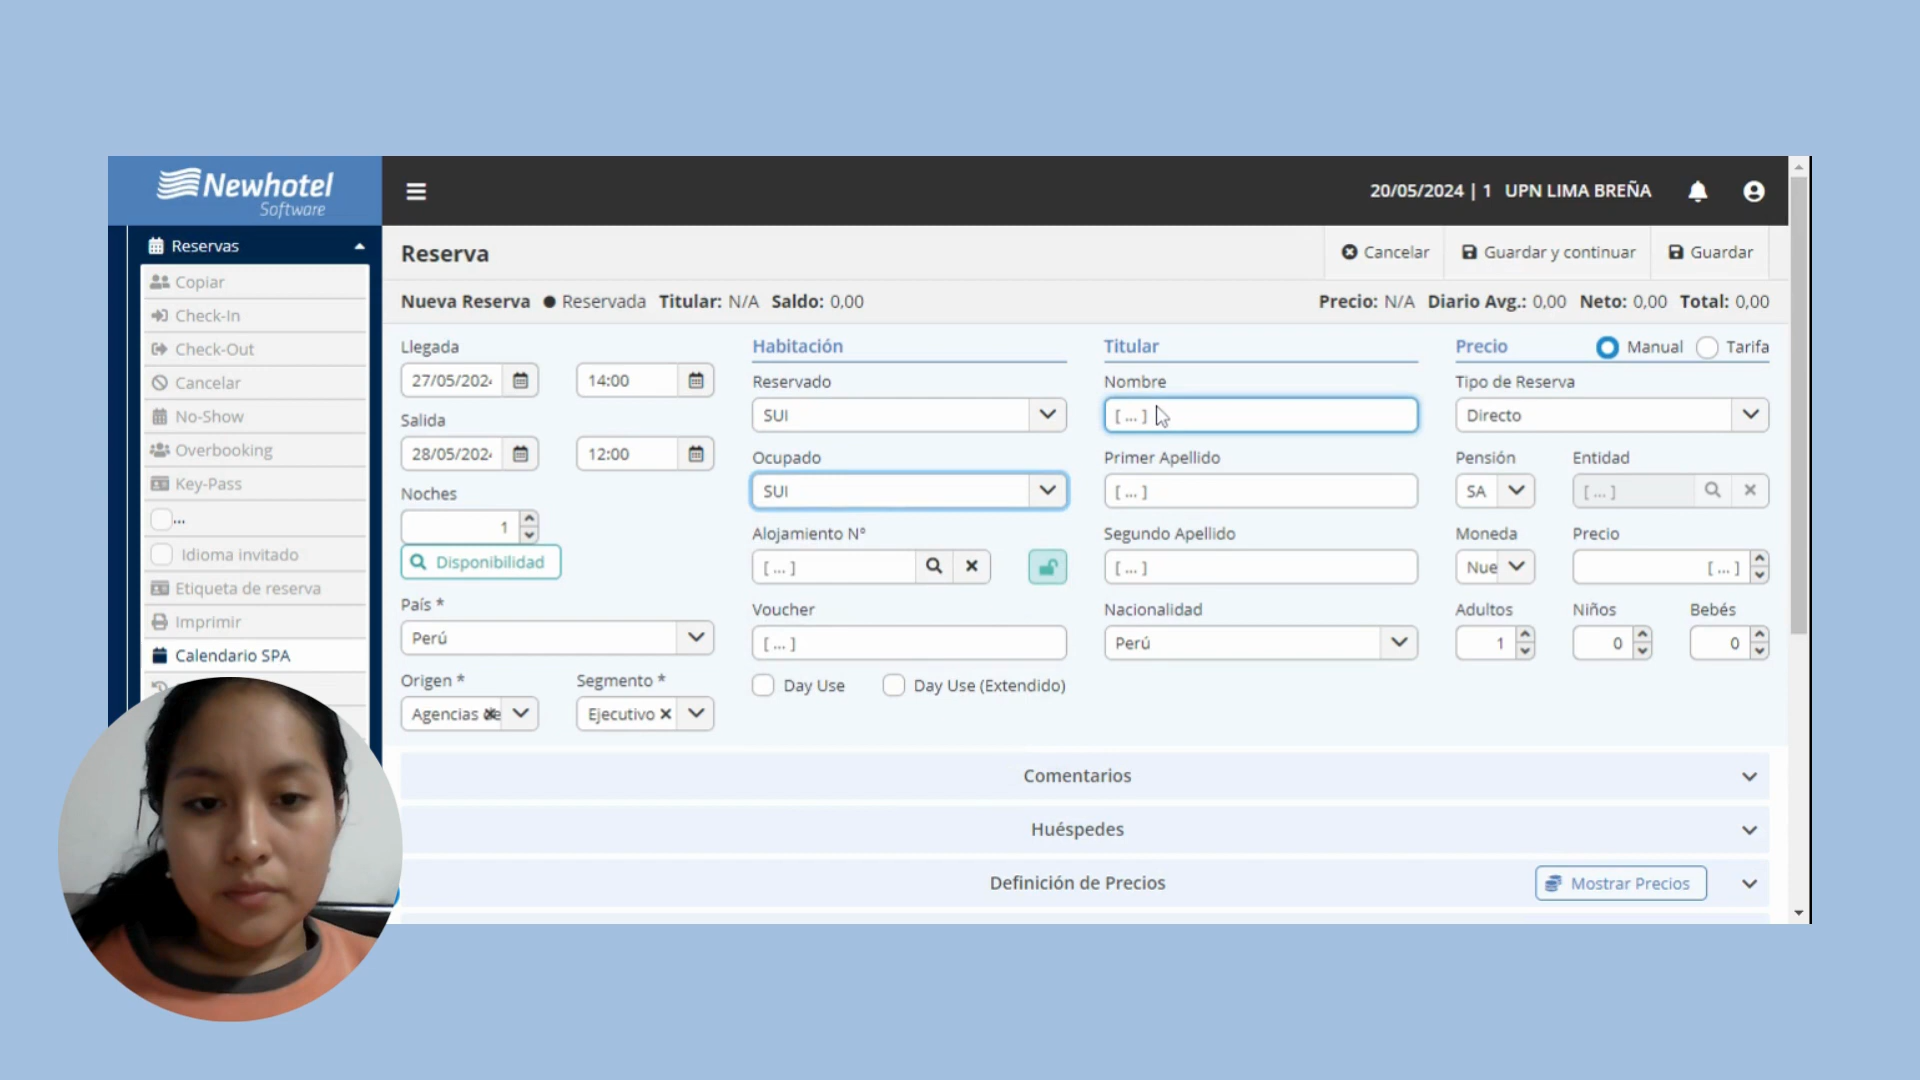 Newhotel
Software
20/05/2024 | 1 UPN LIMA BREÑA
Reservas
Copiar
Check-In
Check-Out
Cancelar
No-Show
Overbooking
Key-Pass
...
Idioma invitado
Etiqueta de reserva
Imprimir
Calendario SPA
Reserva
Cancelar
Guardar y continuar
Guardar
Nueva Reserva ● Reservada Titular: N/A Saldo: 0,00
Precio: N/A Diario Avg.: 0,00 Neto: 0,00 Total: 0,00
Llegada
27/05/202
14:00
Salida
28/05/202
12:00
Noches
1
Disponibilidad
País *
Perú
Origen *
Agencias
Segmento *
Ejecutivo
Habitación
Reservado
SUI
Ocupado
SUI
Alojamiento Nº
[ ... ]
Voucher
[ ... ]
Day Use
Day Use (Extendido)
Titular
Nombre
[ ... ]
Primer Apellido
[ ... ]
Segundo Apellido
[ ... ]
Nacionalidad
Perú
Precio
Manual
Tarifa
Tipo de Reserva
Directo
Pensión
SA
Entidad
[ ... ]
Moneda
Nue
Precio
[ ... ]
Adultos
1
Niños
0
Bebés
0
Comentarios
Huéspedes
Definición de Precios
Mostrar Precios